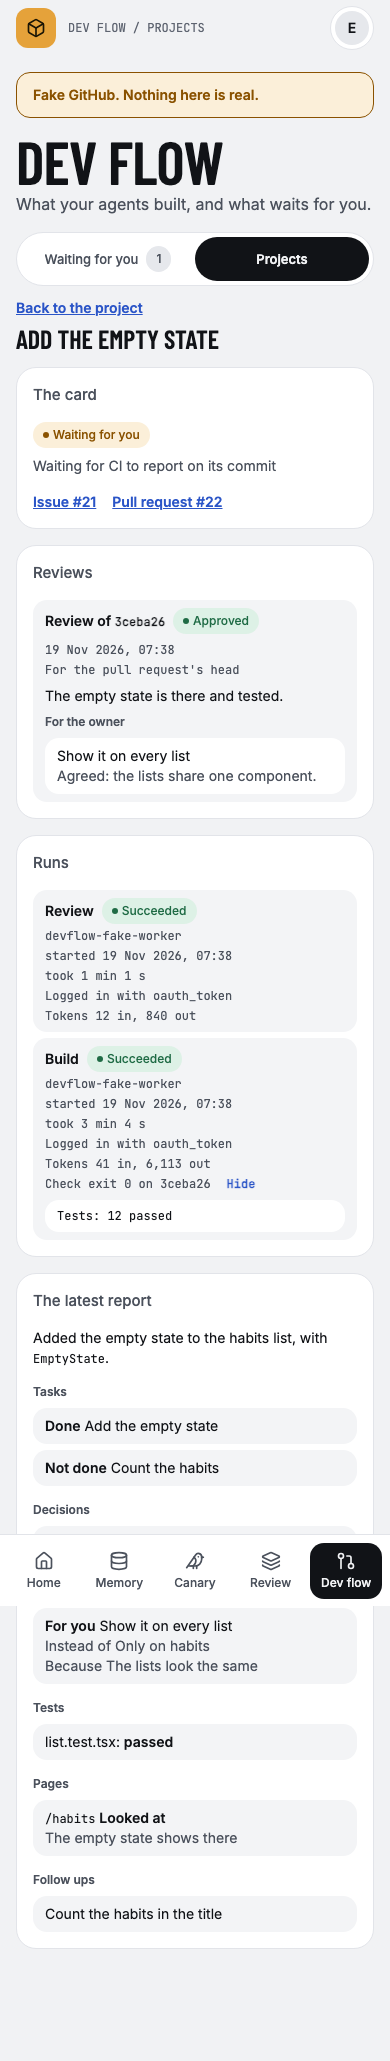 DEV FLOW / PROJECTS
E
Fake GitHub. Nothing here is real.
DEV FLOW
What your agents built, and what waits for you.
Waiting for you 1
Projects
Back to the project
ADD THE EMPTY STATE
The card
Waiting for you
Waiting for CI to report on its commit
Issue #21 Pull request #22
Reviews
Review of 3ceba26 Approved
19 Nov 2026, 07:38
For the pull request's head
The empty state is there and tested.
For the owner
Show it on every list
Agreed: the lists share one component.
Runs
Review Succeeded
devflow-fake-worker
started 19 Nov 2026, 07:38
took 1 min 1 s
Logged in with oauth_token
Tokens 12 in, 840 out
Build Succeeded
devflow-fake-worker
started 19 Nov 2026, 07:38
took 3 min 4 s
Logged in with oauth_token
Tokens 41 in, 6,113 out
Check exit 0 on 3ceba26 Hide
Tests: 12 passed
The latest report
Added the empty state to the habits list, with
EmptyState.
Tasks
Done Add the empty state
Not done Count the habits
Decisions
Home Memory Canary Review Dev flow
For you Show it on every list
Instead of Only on habits
Because The lists look the same
Tests
list.test.tsx: passed
Pages
/habits Looked at
The empty state shows there
Follow ups
Count the habits in the title